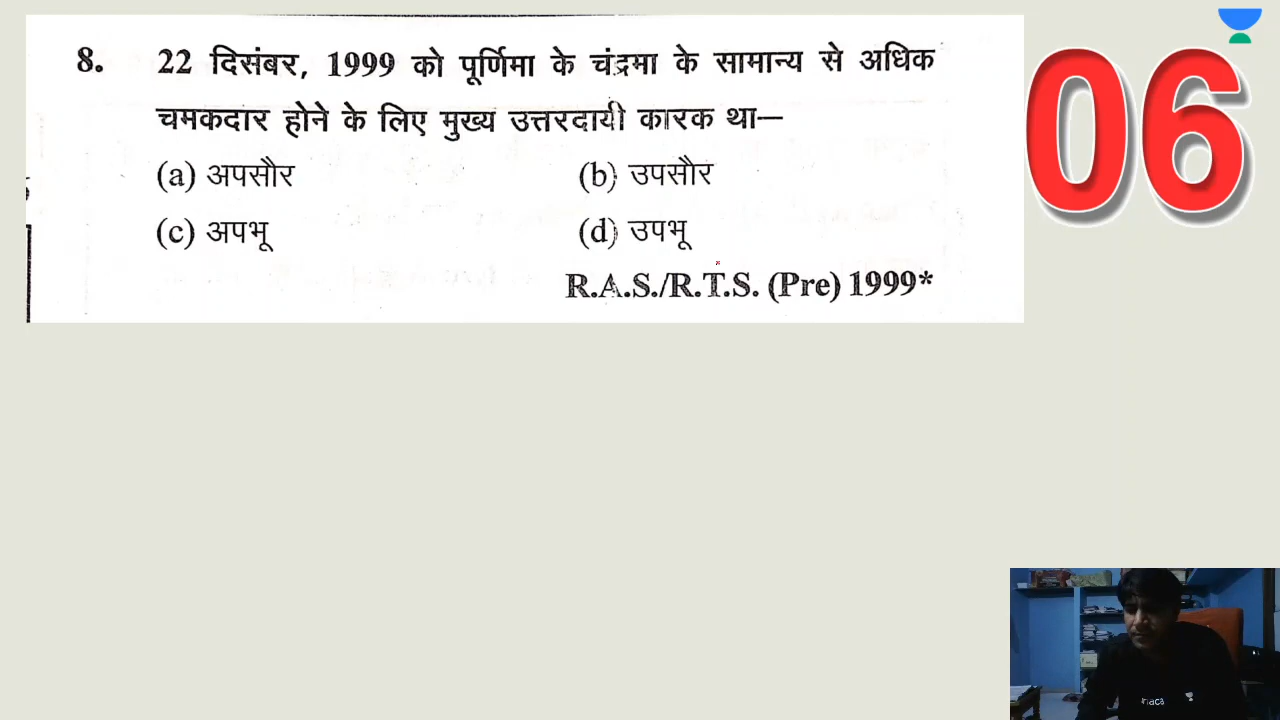 8. 22 दिसंबर, 1999 को पूर्णिमा के चंद्रमा के सामान्य से अधिक
चमकदार होने के लिए मुख्य उत्तरदायी कारक था—
(a) अपसौर (b) उपसौर
(c) अपभू (d) उपभू
R.A.S./R.T.S. (Pre) 1999*
06